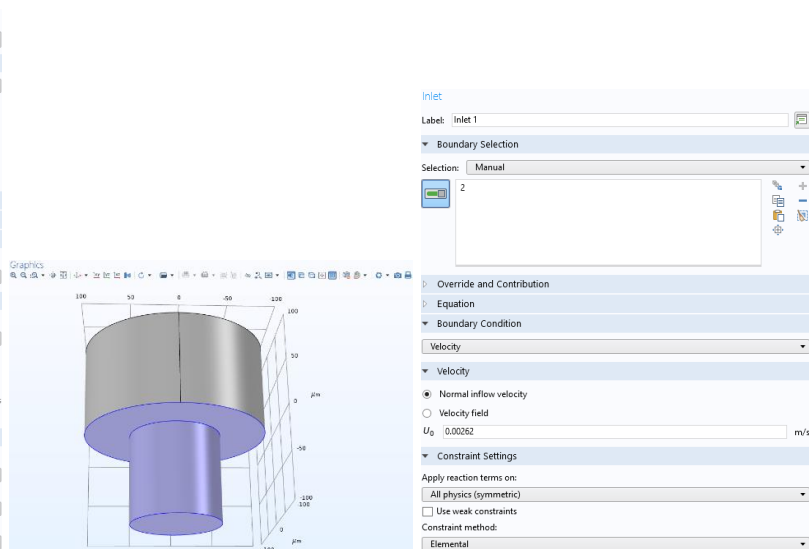 Inlet
Label: Inlet 1
Boundary Selection
Selection: Manual
2
Override and Contribution
Equation
Boundary Condition
Velocity
Velocity
Normal inflow velocity
Velocity field
U0 0.00262 m/s
Constraint Settings
Apply reaction terms on:
All physics (symmetric)
Use weak constraints
Constraint method:
Elemental
Graphics
100 50 0 -50 -100
100
50
0 µm
-50
-100
100
0 µm
-100